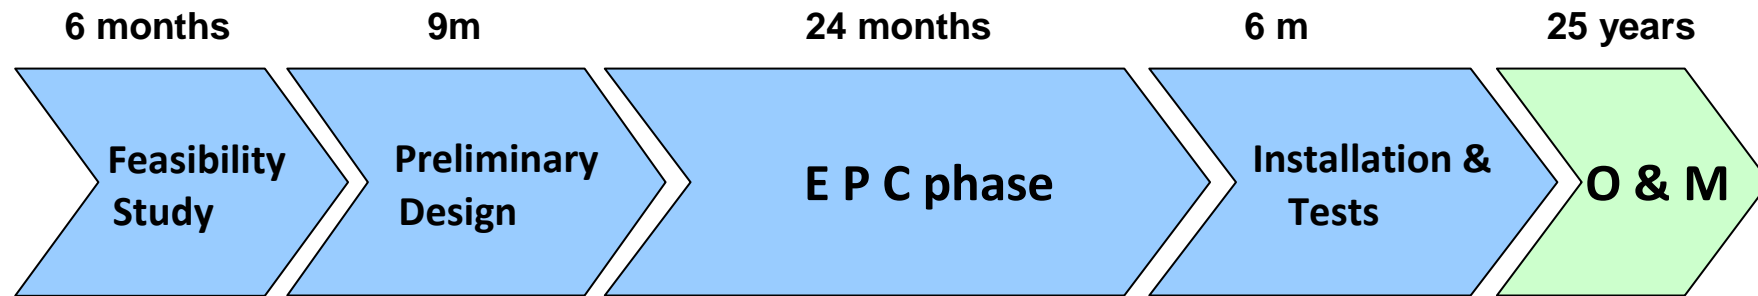 6 months
9m
24 months
6 m
25 years
Feasibility
Study
Preliminary
Design
E P C phase
Installation &
Tests
O & M